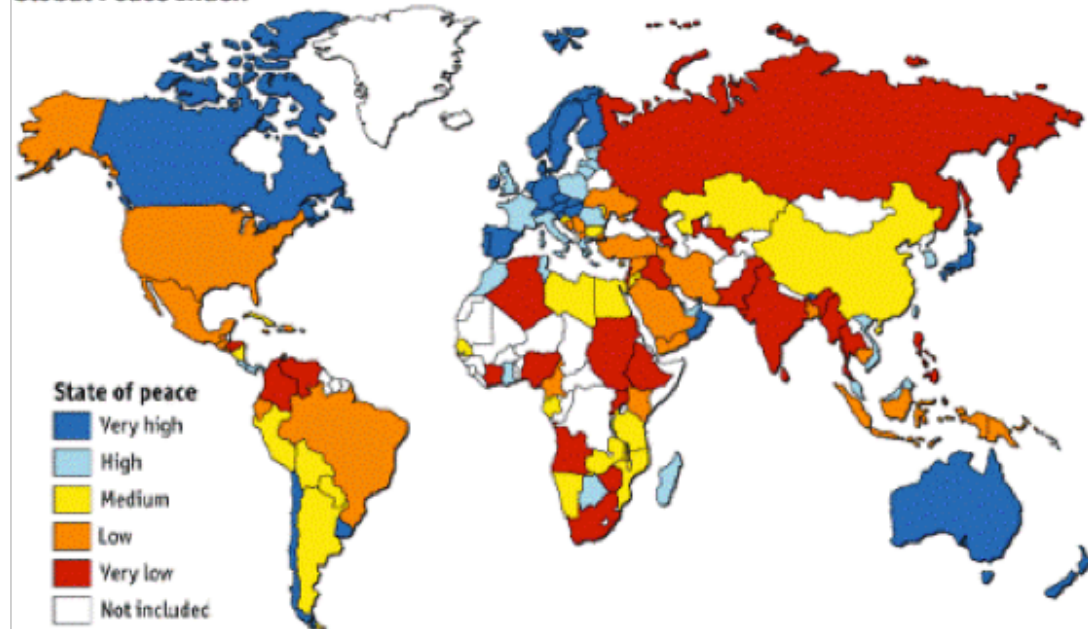 State of peace
Very high
High
Medium
Low
Very low
Not included